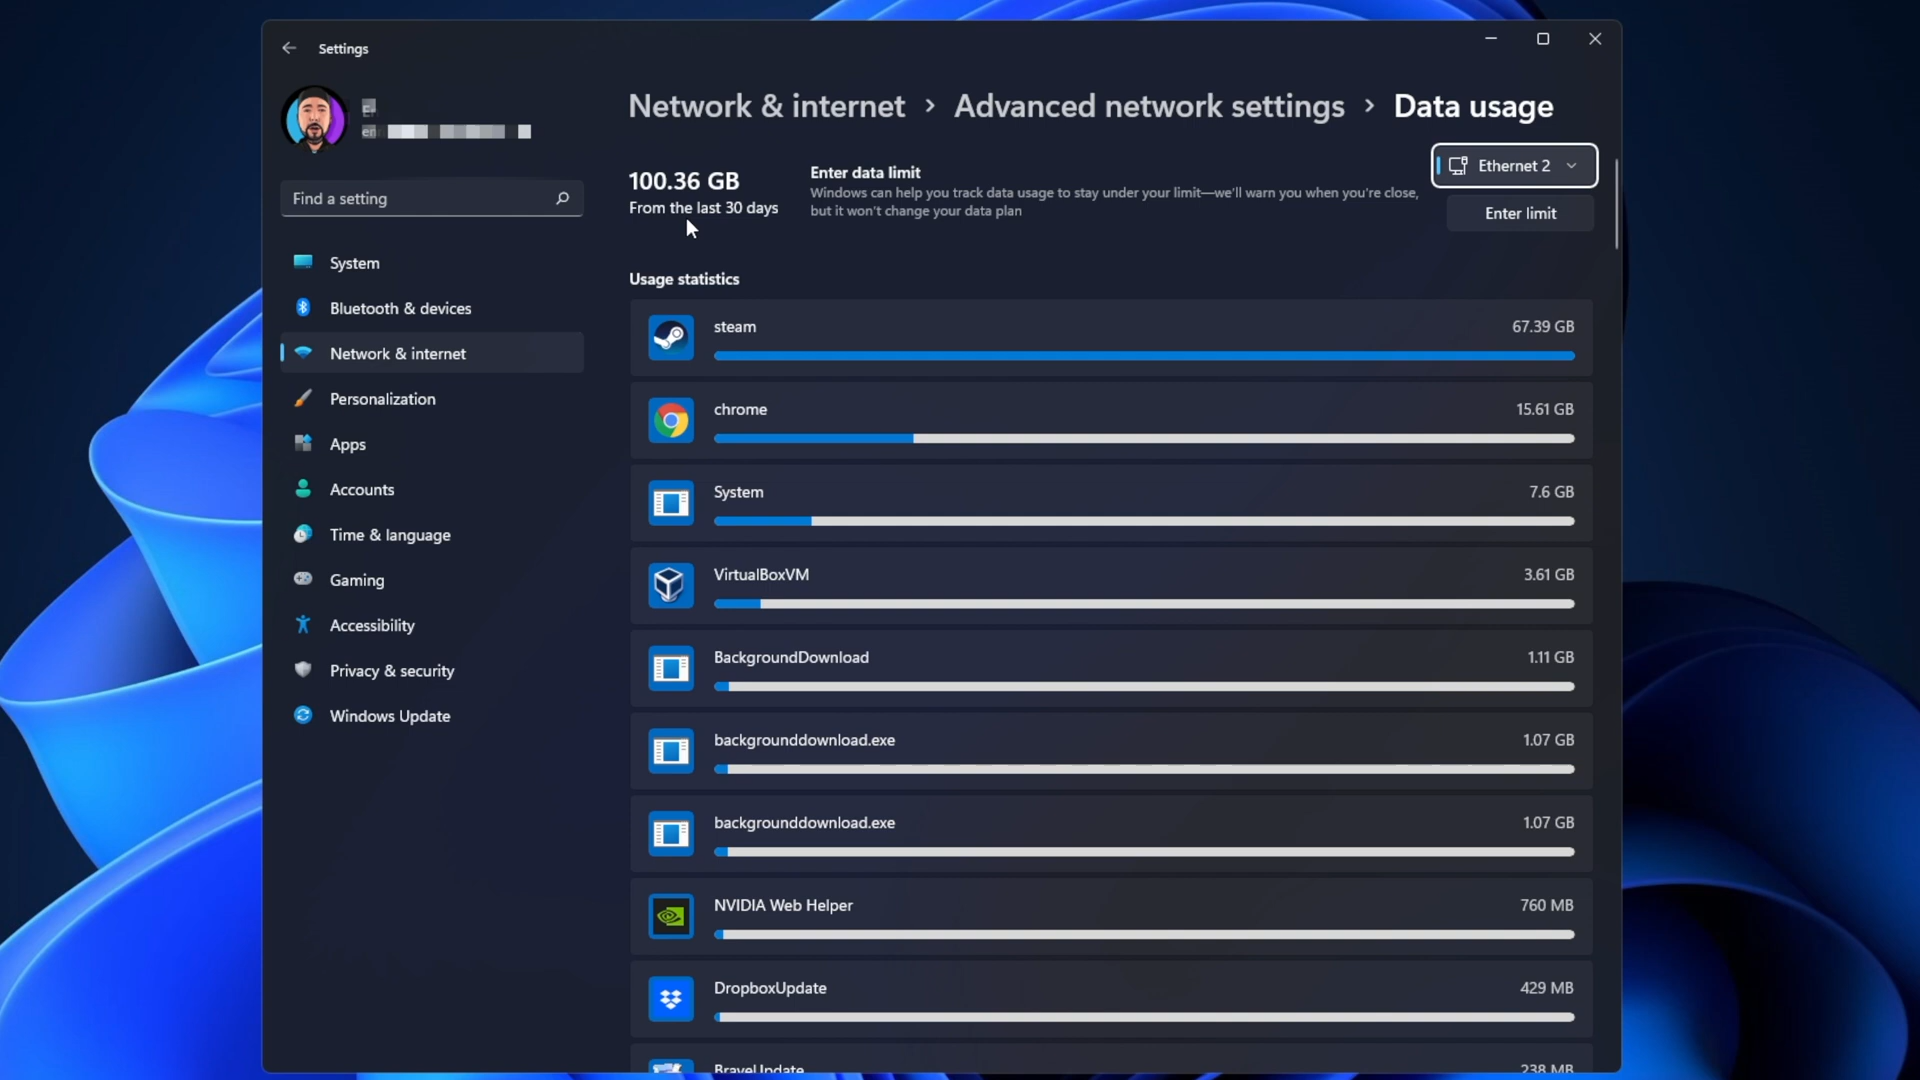 Settings
Network & internet > Advanced network settings > Data usage
100.36 GB
From the last 30 days
Enter data limit
Windows can help you track data usage to stay under your limit—we'll warn you when you're close,
but it won't change your data plan
Ethernet 2
Enter limit
Find a setting
System
Bluetooth & devices
Network & internet
Personalization
Apps
Accounts
Time & language
Gaming
Accessibility
Privacy & security
Windows Update
Usage statistics
steam 67.39 GB
chrome 15.61 GB
System 7.6 GB
VirtualBoxVM 3.61 GB
BackgroundDownload 1.11 GB
backgrounddownload.exe 1.07 GB
backgrounddownload.exe 1.07 GB
NVIDIA Web Helper 760 MB
DropboxUpdate 429 MB
238 MB